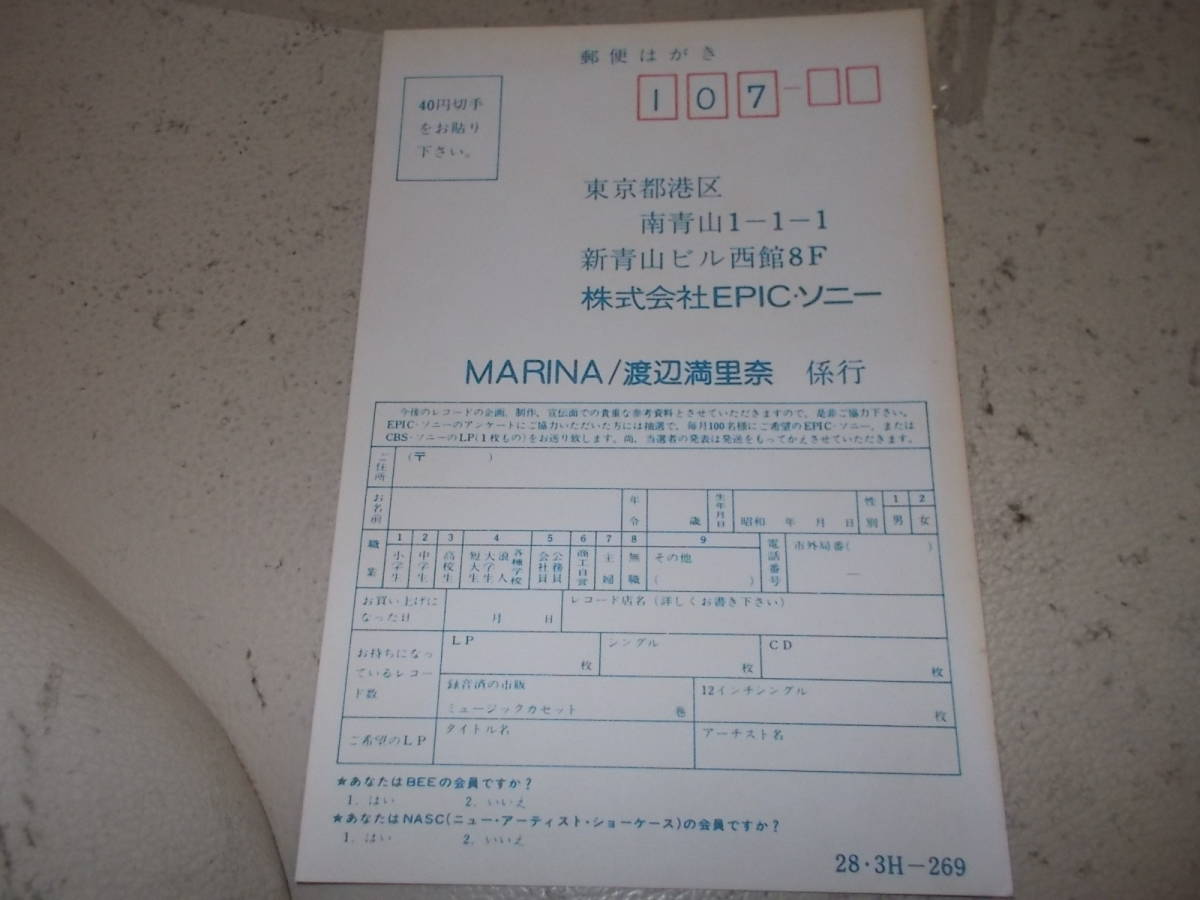 郵便はがき
40円切手
をお貼り
下さい。
107-
東京都港区
南青山1-1-1
新青山ビル西館8F
株式会社EPIC・ソニー
MARINA/渡辺満里奈 係行
今後のレコードの企画、制作、宣伝面での貴重な参考資料とさせていただきますので、是非ご協力下さい。
EPIC・ソニーのアンケートにご協力いただいた方には抽選で、毎月100名様にご希望のEPIC・ソニー、または
CBS・ソニーのLP(1枚もの)をお送り致します。尚、当選者の発表は発送をもってかえさせていただきます。
ご住所 (〒 )
お名前 年令 歳 生年月日 昭和 年 月 日 性別 1 男 2 女
職業 1 小学生 2 中学生 3 高校生 4 短大生 大学生 浪人 各種学校 5 会社員 公務員 6 商工自営 7 主婦 8 無職 9 その他 ( ) 電話番号 市外局番( ) —
お買い上げに
なった日 月 日 レコード店名(詳しくお書き下さい)
お持ちになっ
ているレコー
ド数
LP 枚 シングル 枚 CD 枚
録音済の市販
ミュージックカセット 巻 12インチシングル 枚
ご希望のLP タイトル名 アーチスト名
★あなたはBEEの会員ですか?
1. はい 2. いいえ
★あなたはNASC(ニュー・アーティスト・ショーケース)の会員ですか?
1. はい 2. いいえ
28・3H-269